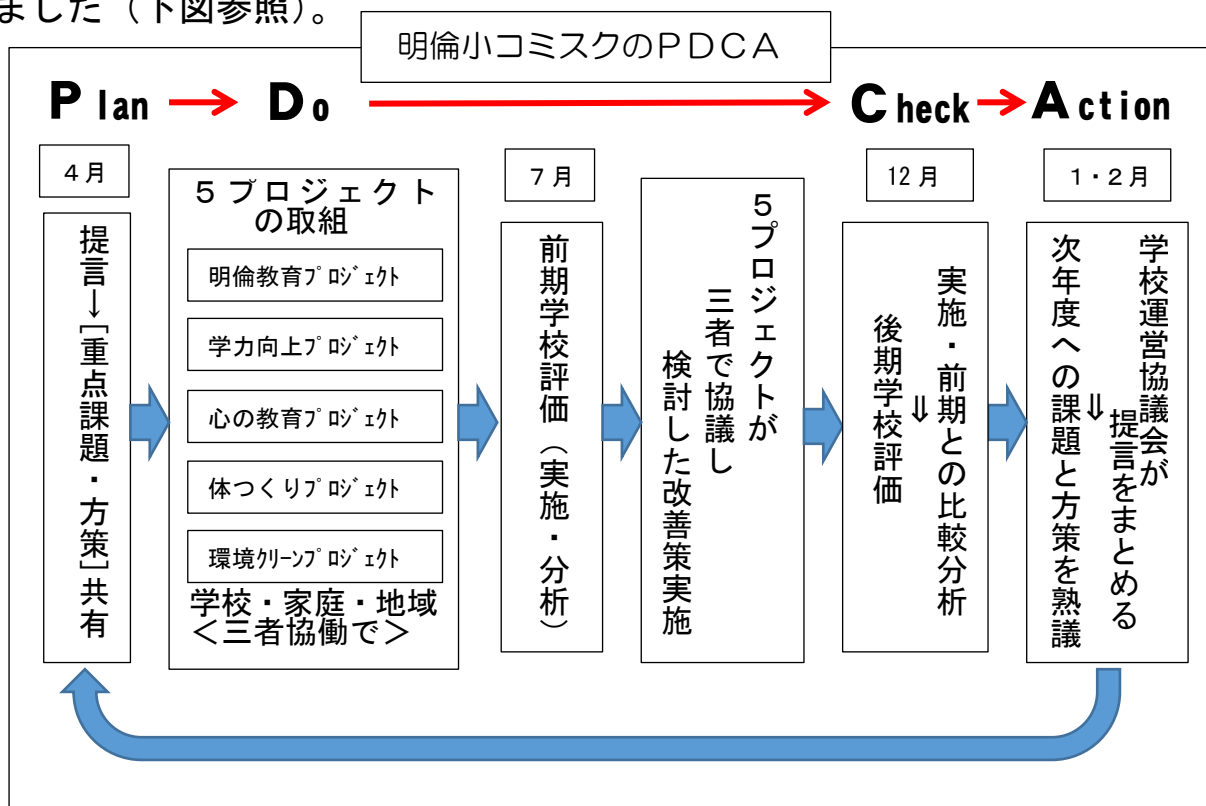 ました（下図参照）。
明倫小コミスクのＰＤＣＡ
Plan → Do → Check → Action
４月
提言→［重点課題・方策］共有
５プロジェクト
の取組
明倫教育ﾌﾟﾛｼﾞｪｸﾄ
学力向上ﾌﾟﾛｼﾞｪｸﾄ
心の教育ﾌﾟﾛｼﾞｪｸﾄ
体つくりﾌﾟﾛｼﾞｪｸﾄ
環境ｸﾘｰﾝﾌﾟﾛｼﾞｪｸﾄ
学校・家庭・地域
＜三者協働で＞
７月
前期学校評価（実施・分析）
５プロジェクトが
三者で協議し
検討した改善策実施
12月
実施・前期との比較分析
⇓
後期学校評価
１・２月
学校運営協議会が
提言をまとめる
⇓
次年度への課題と方策を熟議